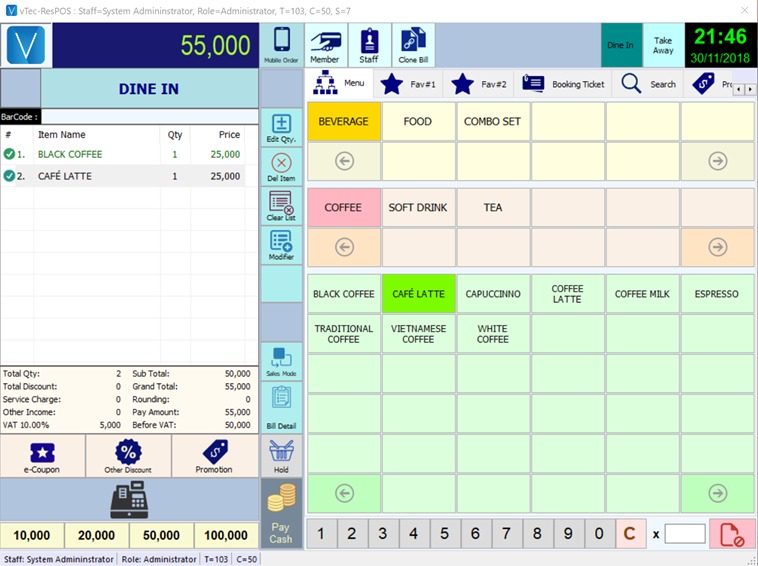 vTec-ResPOS : Staff=System Admininstrator, Role=Administrator, T=103, C=50, S=7
V
55,000
Mobile Order
Member
Staff
Clone Bill
Dine In
Take Away
21:46
30/11/2018
DINE IN
Menu
Fav#1
Fav#2
Booking Ticket
Search
BarCode :
# Item Name Qty Price
1. BLACK COFFEE 1 25,000
2. CAFÉ LATTE 1 25,000
Edit Qty.
Del Item
Clear List
Modifier
Sales Mode
Bill Detail
Hold
Pay Cash
BEVERAGE FOOD COMBO SET
COFFEE SOFT DRINK TEA
BLACK COFFEE CAFÉ LATTE CAPUCCINNO COFFEE LATTE COFFEE MILK ESPRESSO
TRADITIONAL COFFEE VIETNAMESE COFFEE WHITE COFFEE
Total Qty: 2 Sub Total: 50,000
Total Discount: 0 Grand Total: 55,000
Service Charge: 0 Rounding: 0
Other Income: 0 Pay Amount: 55,000
VAT 10.00% 5,000 Before VAT: 50,000
e-Coupon
Other Discount
Promotion
10,000 20,000 50,000 100,000
1 2 3 4 5 6 7 8 9 0 C x
Staff: System Admininstrator Role: Administrator T=103 C=50